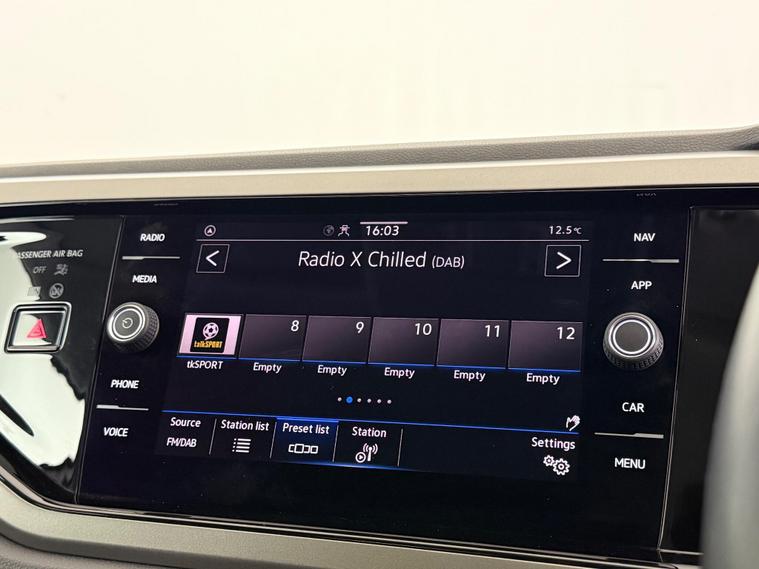 PASSENGER AIR BAG
OFF
RADIO
MEDIA
PHONE
VOICE
16:03
12.5°C
< Radio X Chilled (DAB) >
talkSPORT
8
9
10
11
12
tkSPORT
Empty
Empty
Empty
Empty
Empty
Source
FM/DAB
Station list
Preset list
Station
Settings
NAV
APP
CAR
MENU